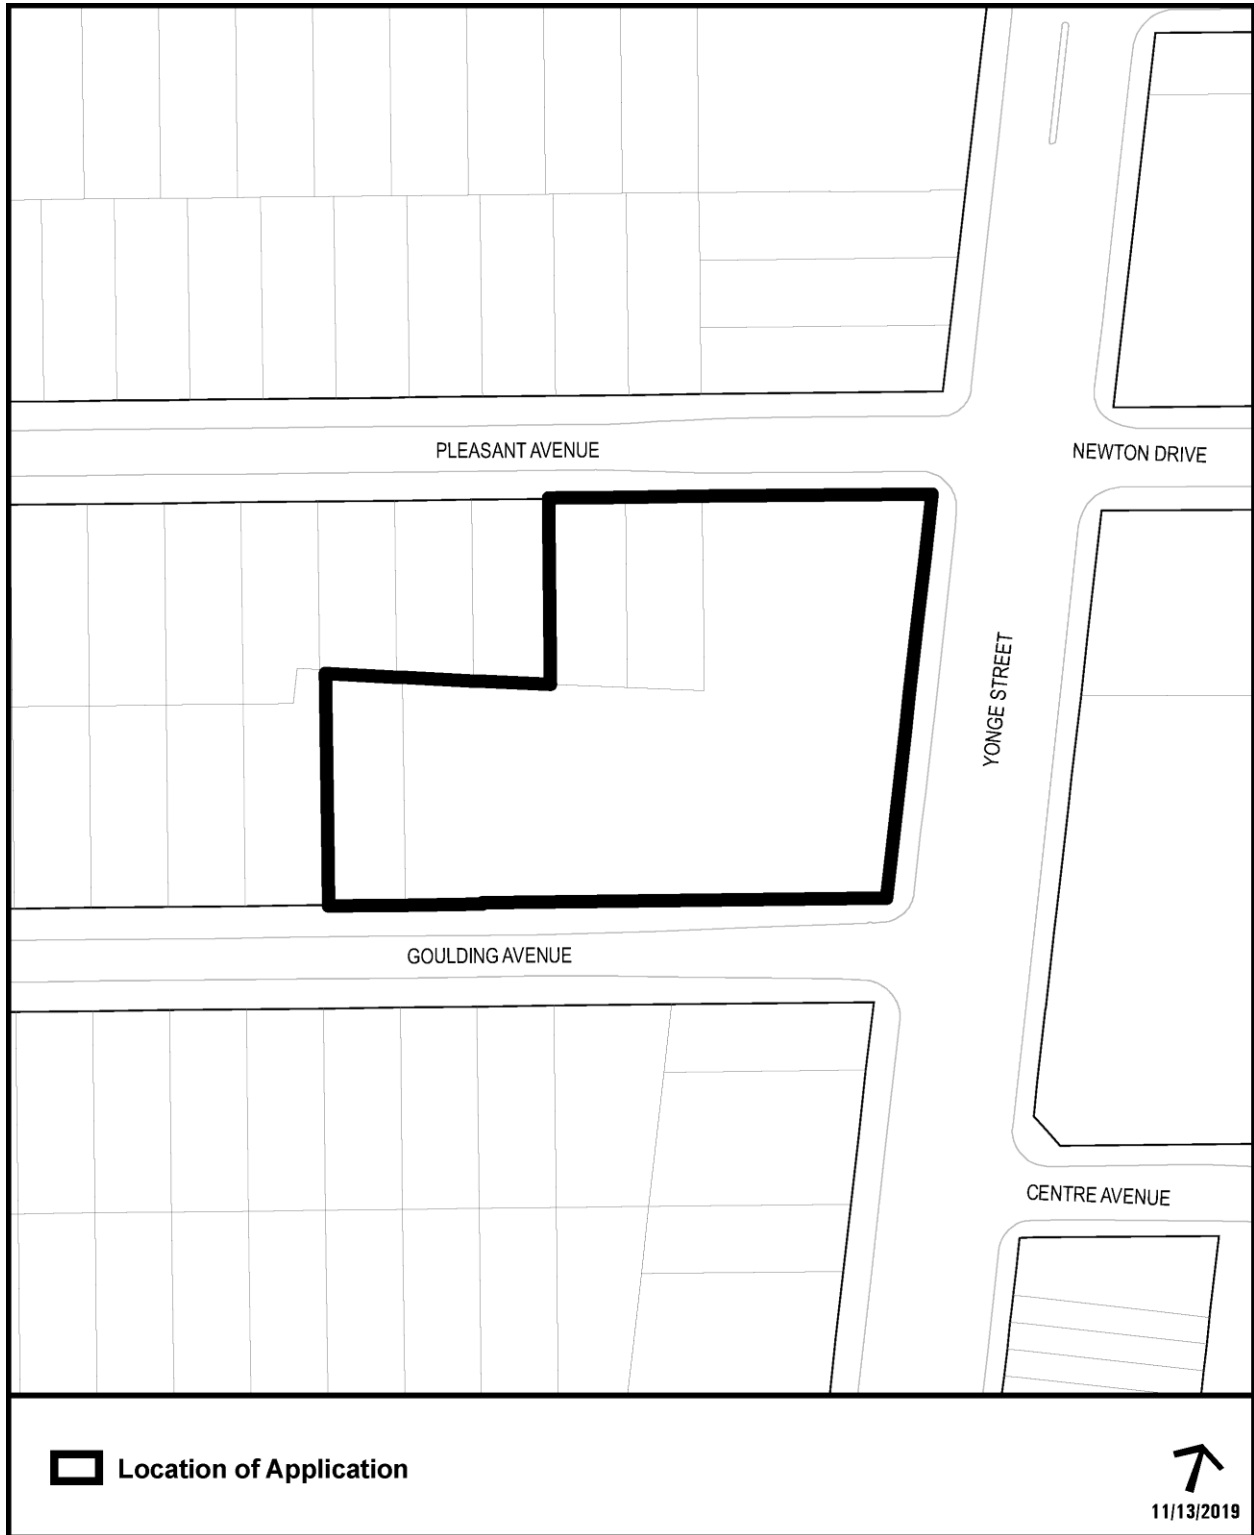 PLEASANT AVENUE
NEWTON DRIVE
YONGE STREET
GOULDING AVENUE
CENTRE AVENUE
Location of Application
11/13/2019